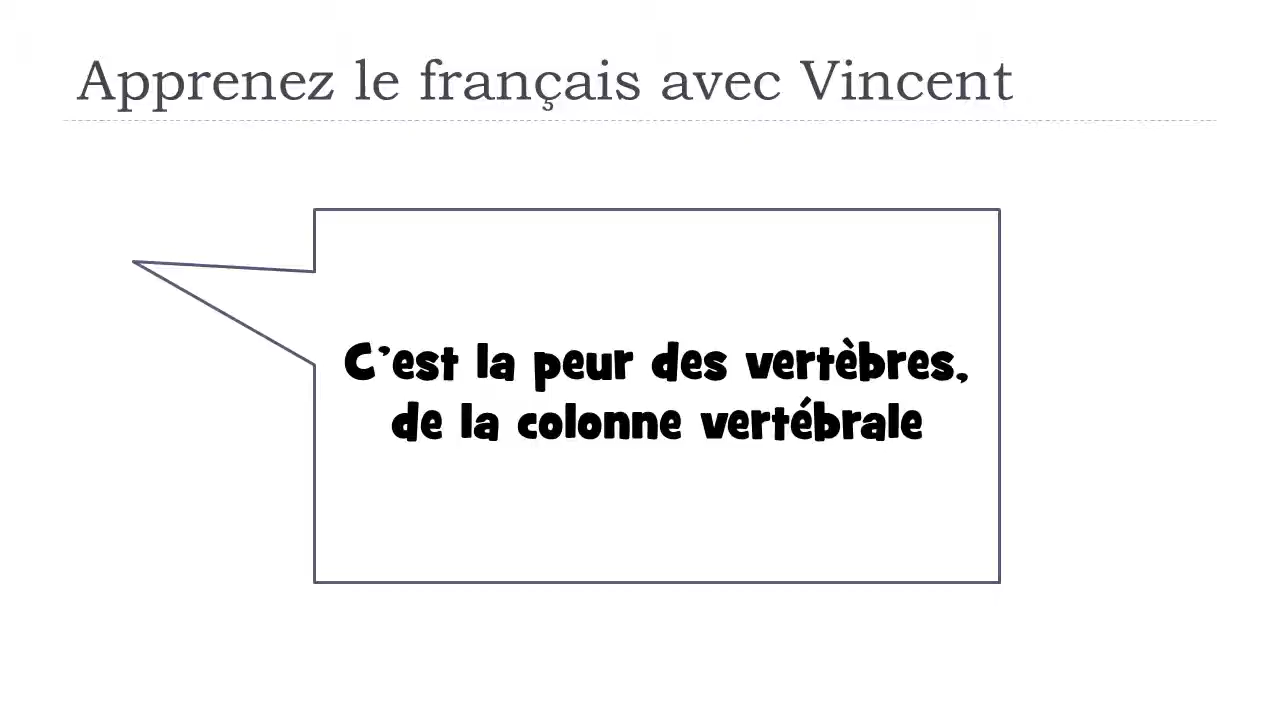 Apprenez le français avec Vincent
C'est la peur des vertèbres,
de la colonne vertébrale